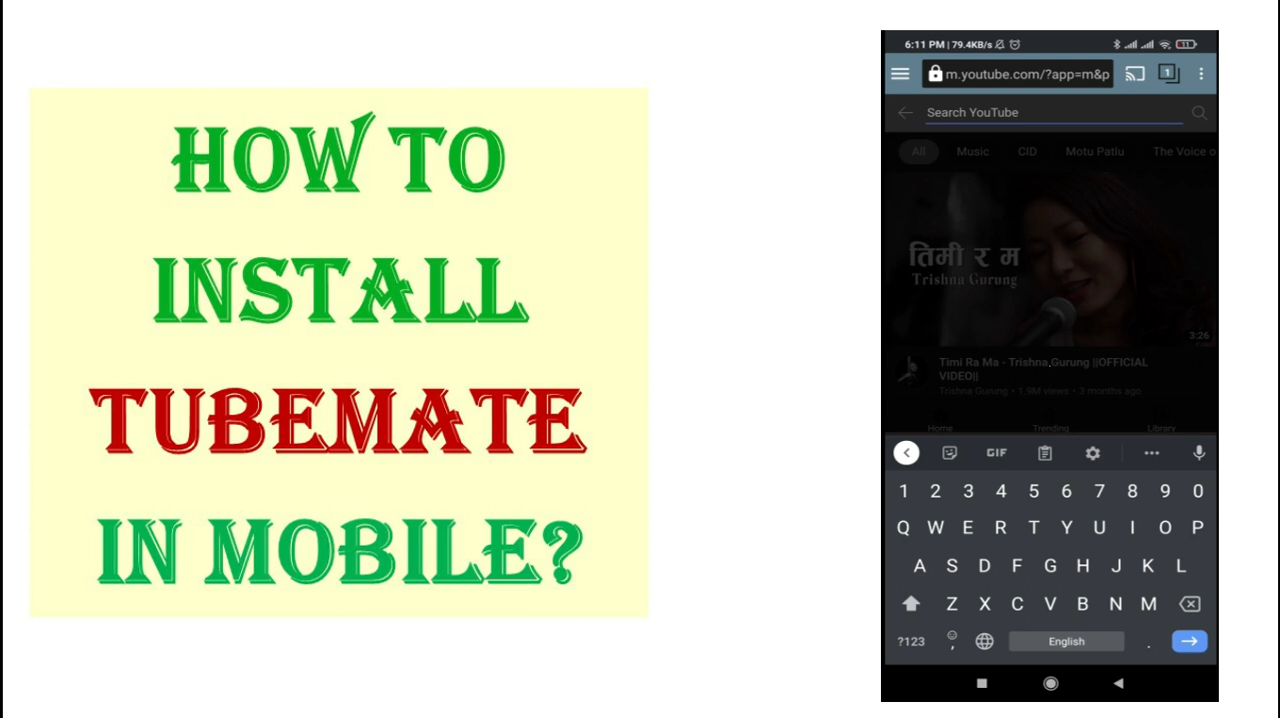 HOW TO
INSTALL
TUBEMATE
IN MOBILE?
6:11 PM | 79.4KB/s
11
m.youtube.com/?app=m&p
1
Search YouTube
All Music CID Motu Patlu The Voice o
तिमी र म
Trishna Gurung
3:26
Timi Ra Ma - Trishna Gurung ||OFFICIAL
VIDEO||
Trishna Gurung • 1.9M views • 3 months ago
Home Trending Library
GIF
1 2 3 4 5 6 7 8 9 0
Q W E R T Y U I O P
A S D F G H J K L
Z X C V B N M
?123 , English .